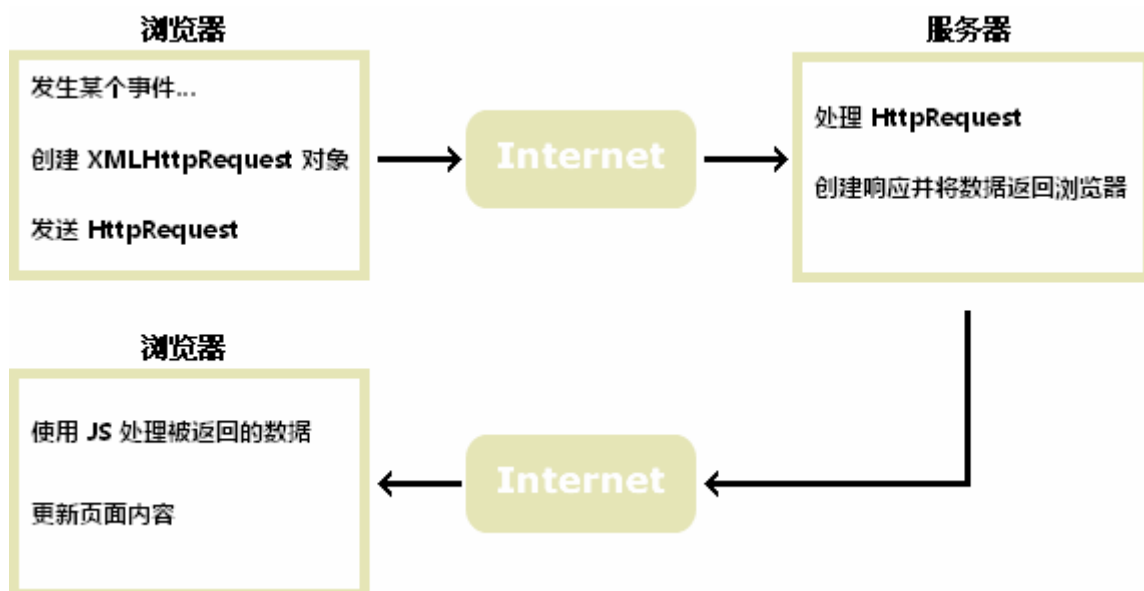 浏览器
服务器
发生某个事件...
创建 XMLHttpRequest 对象
发送 HttpRequest
Internet
处理 HttpRequest
创建响应并将数据返回浏览器
浏览器
使用 JS 处理被返回的数据
更新页面内容
Internet